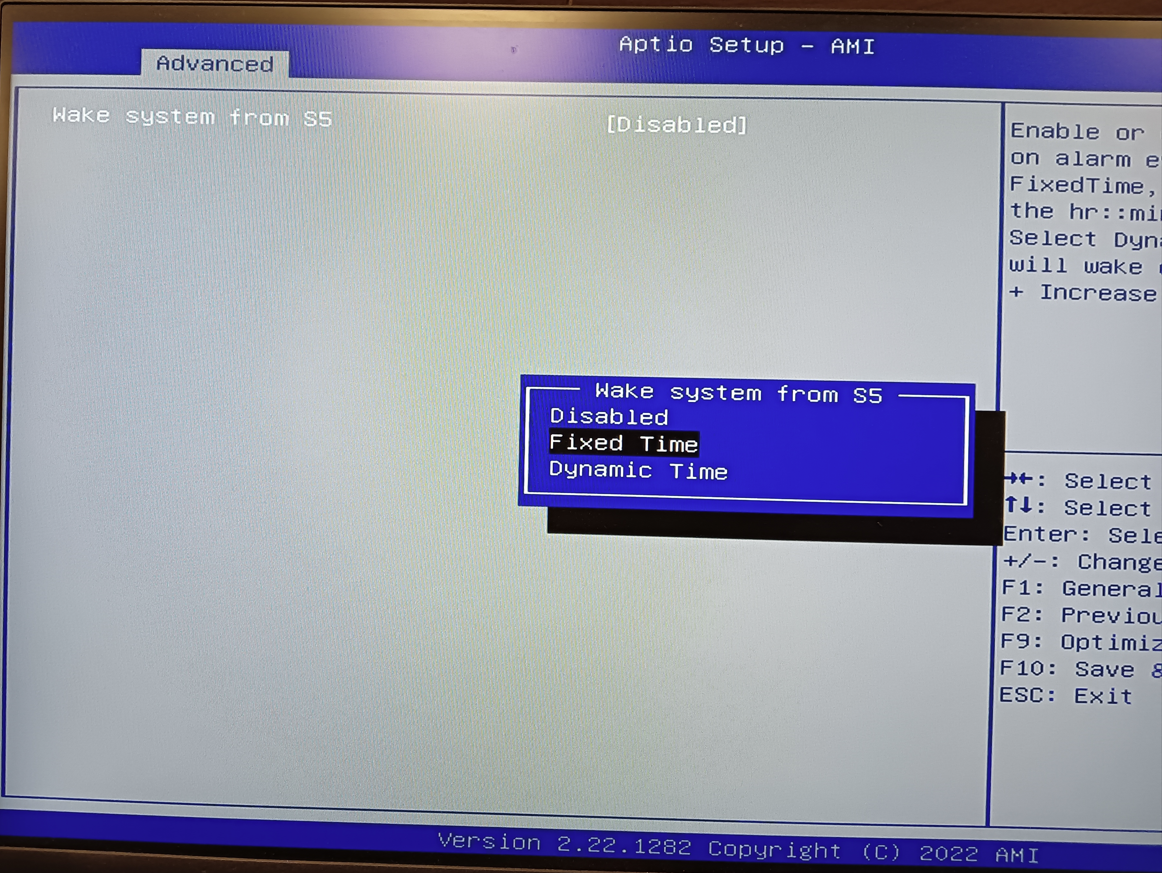 Aptio Setup - AMI
Advanced
Wake system from S5 [Disabled]
Enable or
on alarm e
FixedTime,
the hr::mi
Select Dyn
will wake
+ Increase
Wake system from S5
Disabled
Fixed Time
Dynamic Time
→←: Select
↑↓: Select
Enter: Sele
+/-: Change
F1: General
F2: Previou
F9: Optimiz
F10: Save &
ESC: Exit
Version 2.22.1282 Copyright (C) 2022 AMI